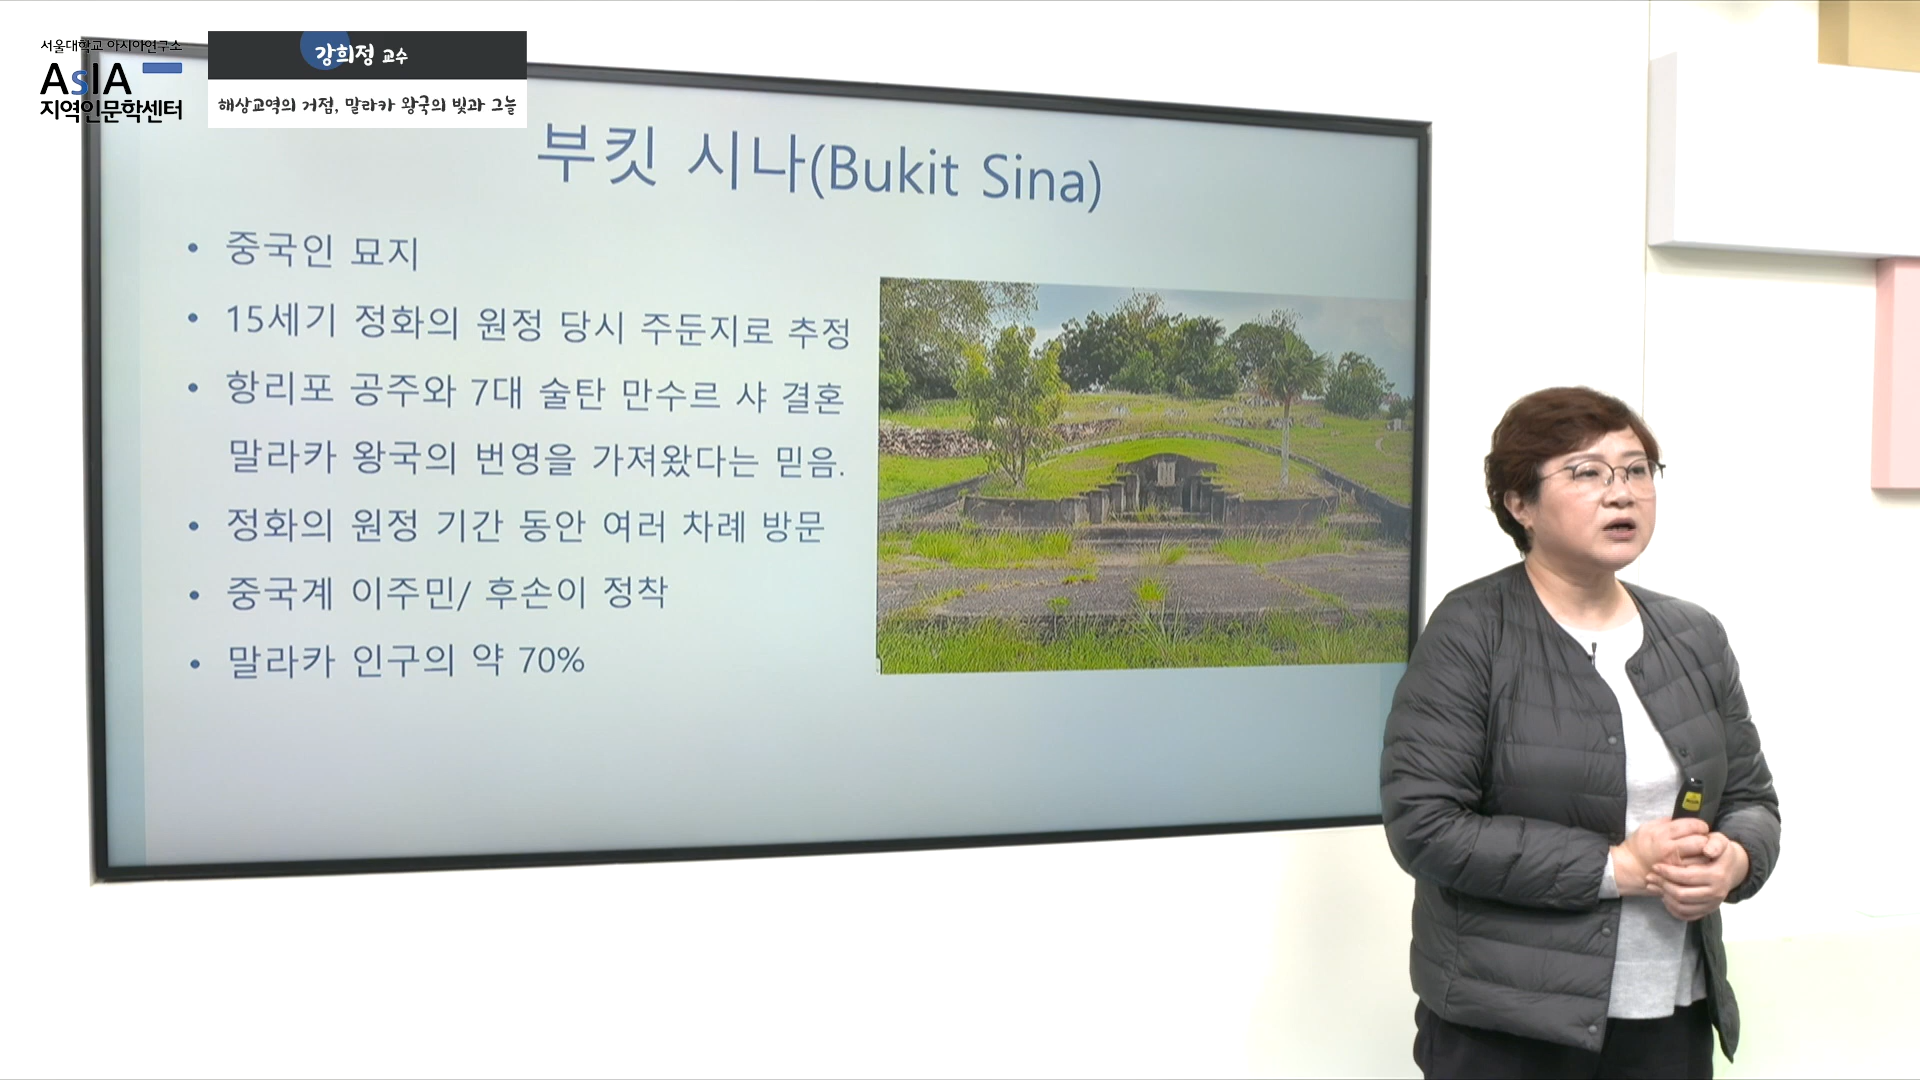 서울대학교 아시아연구소
AsIA
지역인문학센터
강희정 교수
해상교역의 거점, 말라카 왕국의 빛과 그늘
부킷 시나(Bukit Sina)
• 중국인 묘지
• 15세기 정화의 원정 당시 주둔지로 추정
• 항리포 공주와 7대 술탄 만수르 샤 결혼
말라카 왕국의 번영을 가져왔다는 믿음.
• 정화의 원정 기간 동안 여러 차례 방문
• 중국계 이주민/ 후손이 정착
• 말라카 인구의 약 70%